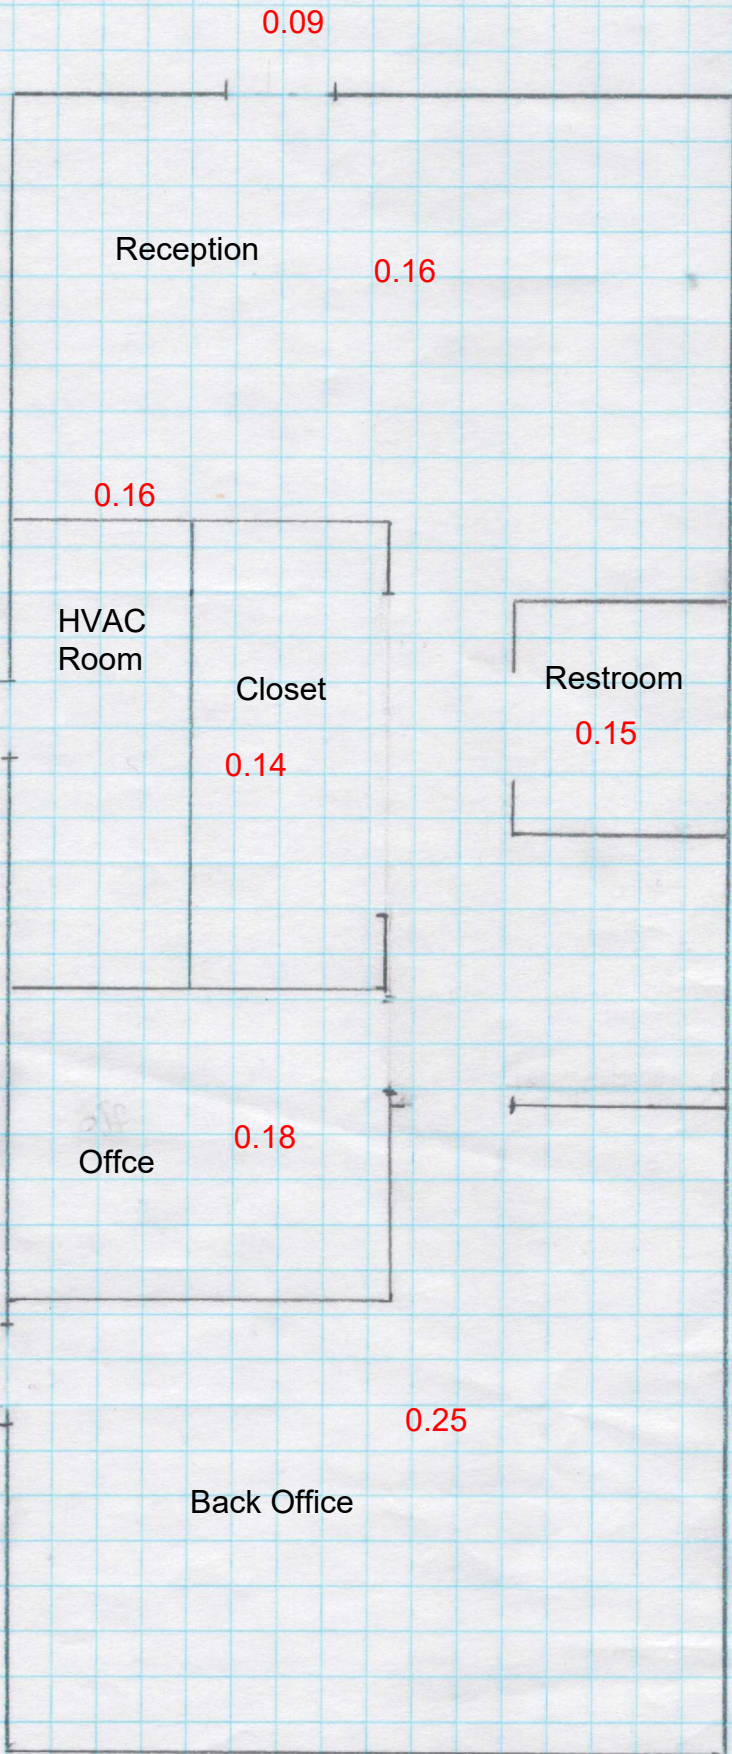 0.09
Reception
0.16
0.16
HVAC
Room
Closet
0.14
Restroom
0.15
Offce
0.18
0.25
Back Office